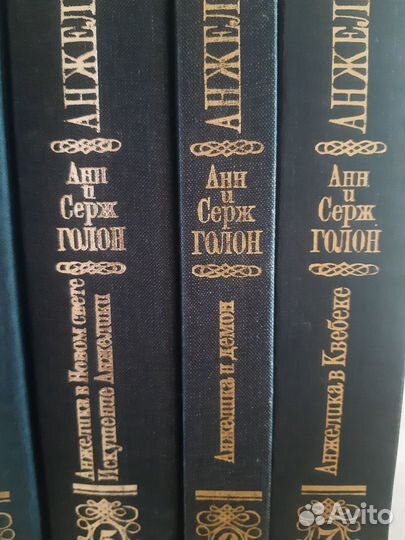 АНЖЕЛ
Анн
и
Серж
ГОЛОН
Анжелика в Новом свете
Искушение Анжелики
АНЖЕЛ
Анн
и
Серж
ГОЛОН
Анжелика и демон
АНЖЕЛ
Анн
и
Серж
ГОЛОН
Анжелика в Квебеке
Avito